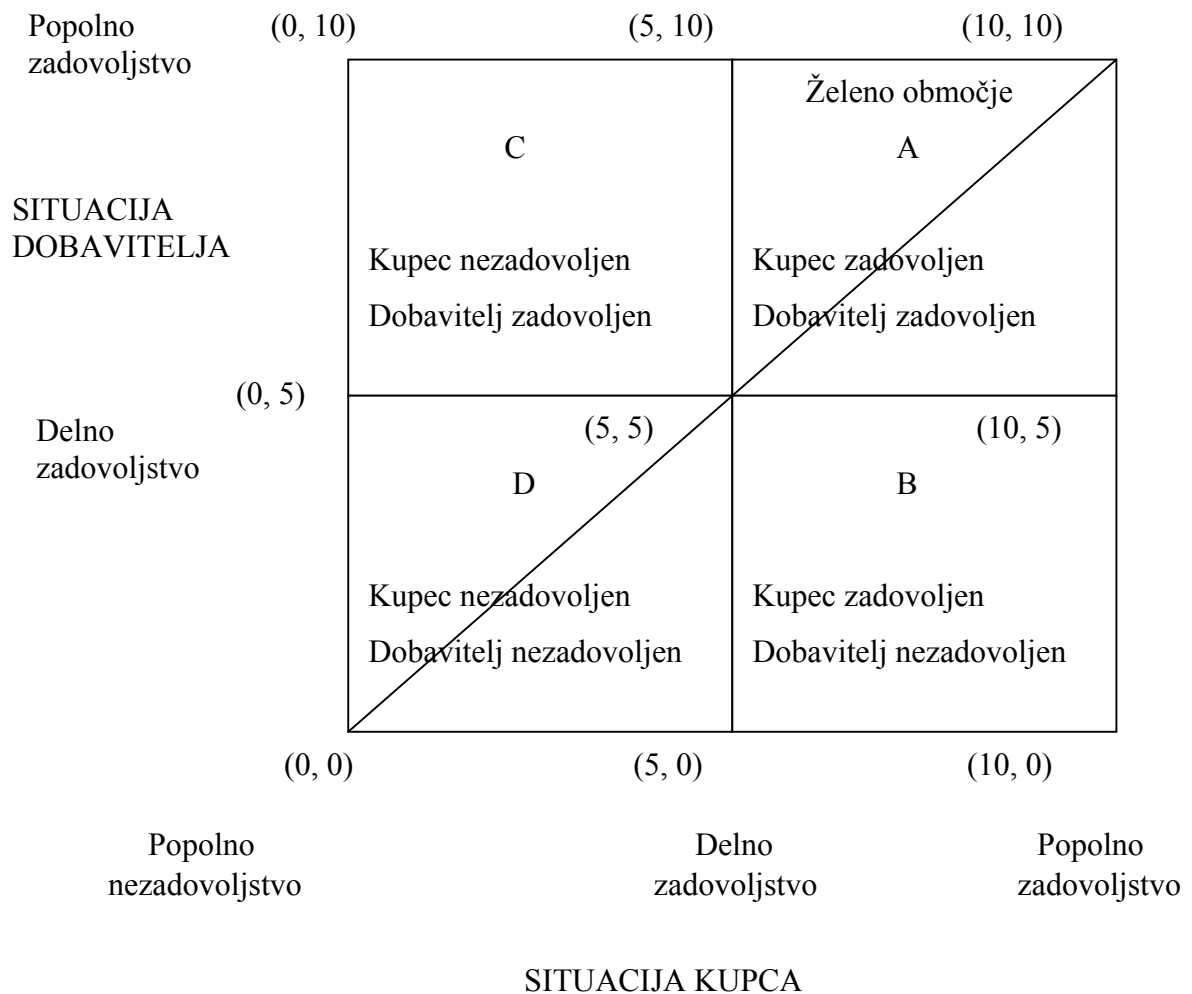 Popolno
zadovoljstvo
(0, 10)
(5, 10)
(10, 10)
Želeno območje
C
A
SITUACIJA
DOBAVITELJA
Kupec nezadovoljen
Dobavitelj zadovoljen
Kupec zadovoljen
Dobavitelj zadovoljen
(0, 5)
Delno
zadovoljstvo
(5, 5)
(10, 5)
D
B
Kupec nezadovoljen
Dobavitelj nezadovoljen
Kupec zadovoljen
Dobavitelj nezadovoljen
(0, 0)
(5, 0)
(10, 0)
Popolno
nezadovoljstvo
Delno
zadovoljstvo
Popolno
zadovoljstvo
SITUACIJA KUPCA